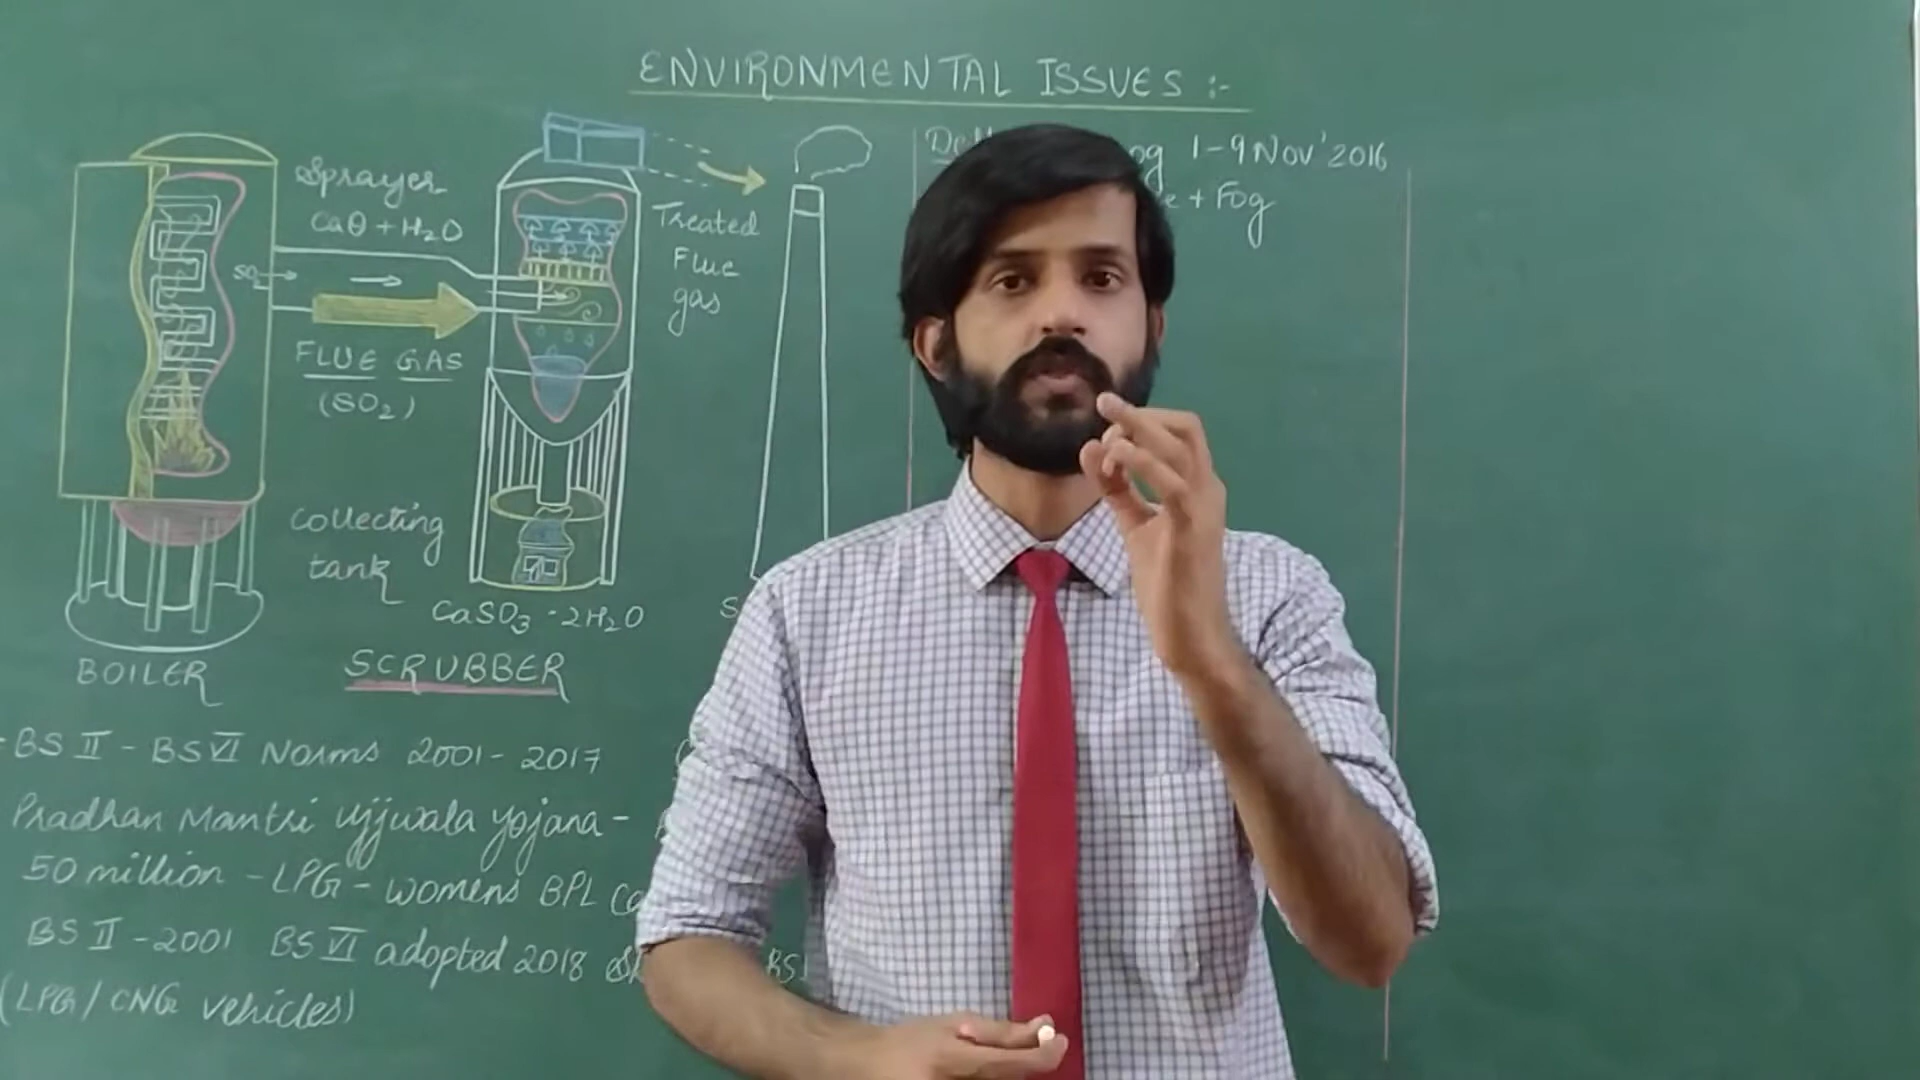 ENVIRONMENTAL ISSUES :-
Sprayer
CaO + H₂O
SO₂
FLUE GAS
(SO₂)
Treated
Flue
gas
1-9 Nov'2016
+ Fog
Collecting
tank
CaSO₃·2H₂O
BOILER
SCRUBBER
BS II - BS VI Norms 2001-2017
Pradhan Mantri Ujjwala yojana -
50 million - LPG - womens BPL
BS II - 2001 BS VI adopted 2018
(LPG/CNG vehicles)